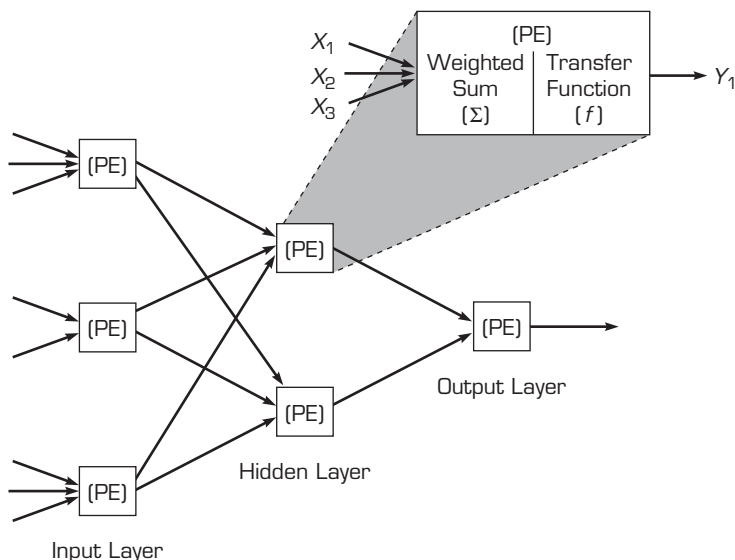 (PE)
X1
X2
X3
Weighted Sum (Σ)
Transfer Function (f)
Y1
(PE)
(PE)
(PE)
(PE)
(PE)
(PE)
Output Layer
Hidden Layer
Input Layer